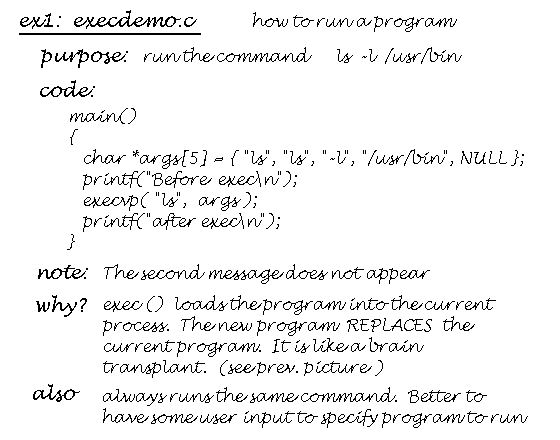 ex1: execdemo.c how to run a program
purpose: run the command ls -l /usr/bin
code:
main()
{
char *args[5] = { "ls", "ls", "-l", "/usr/bin", NULL };
printf("Before exec\n");
execvp( "ls", args );
printf("after exec\n");
}
note: The second message does not appear
why? exec () loads the program into the current
process. The new program REPLACES the
current program. It is like a brain
transplant. (see prev. picture )
also always runs the same command. Better to
have some user input to specify program to run